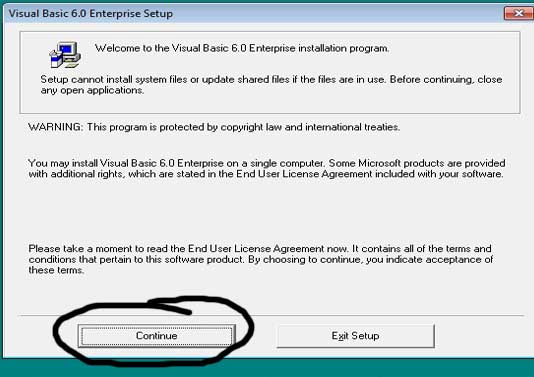 Visual Basic 6.0 Enterprise Setup
Welcome to the Visual Basic 6.0 Enterprise installation program.
Setup cannot install system files or update shared files if the files are in use. Before continuing, close
any open applications.
WARNING: This program is protected by copyright law and international treaties.
You may install Visual Basic 6.0 Enterprise on a single computer. Some Microsoft products are provided
with additional rights, which are stated in the End User License Agreement included with your software.
Please take a moment to read the End User License Agreement now. It contains all of the terms and
conditions that pertain to this software product. By choosing to continue, you indicate acceptance of
these terms.
Continue
Exit Setup